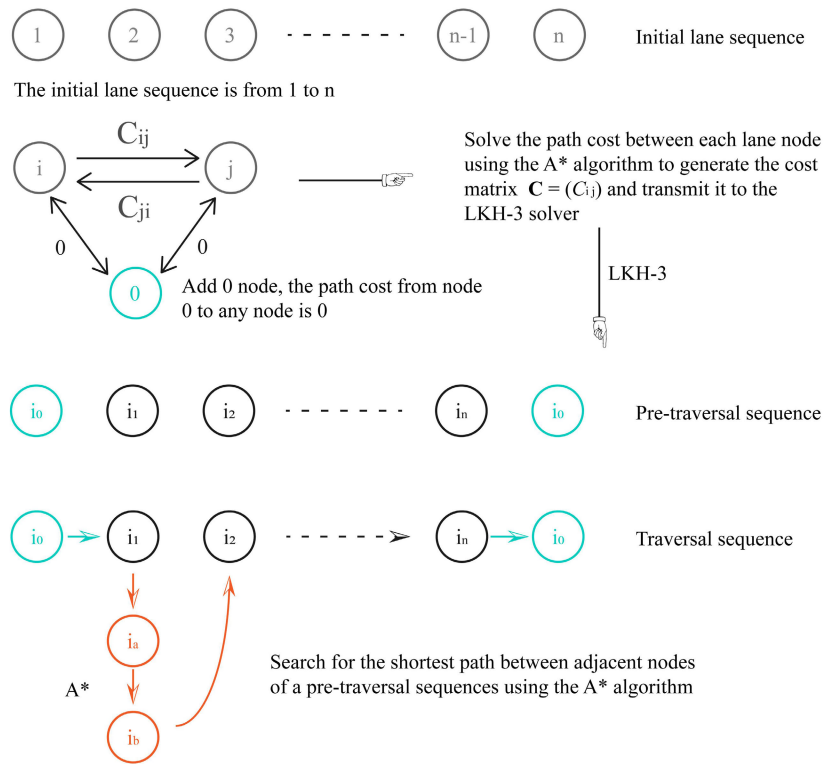 1 2 3 n-1 n Initial lane sequence
The initial lane sequence is from 1 to n
Cij
i j
Cji
Solve the path cost between each lane node
using the A* algorithm to generate the cost
matrix C = (Cij) and transmit it to the
LKH-3 solver
0 0
LKH-3
0
Add 0 node, the path cost from node
0 to any node is 0
i0 i1 i2 in i0 Pre-traversal sequence
i0 i1 i2 in i0 Traversal sequence
ia
Search for the shortest path between adjacent nodes
of a pre-traversal sequences using the A* algorithm
A*
ib